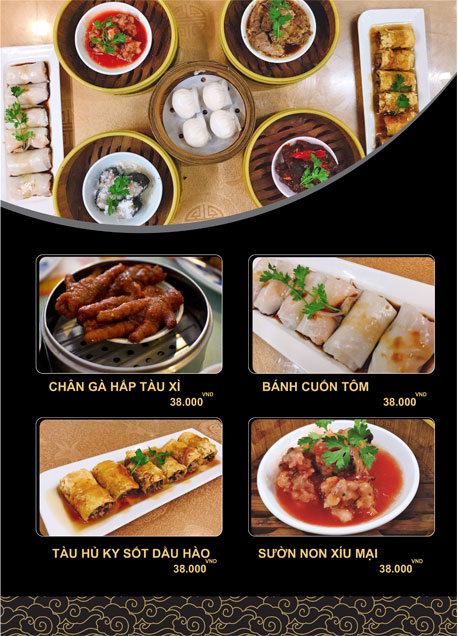 CHÂN GÀ HẤP TÀU XÌ
38.000 VND
BÁNH CUỐN TÔM
38.000 VND
TÀU HỦ KY SỐT DẦU HÀO
38.000 VND
SƯỜN NON XÍU MẠI
38.000 VND